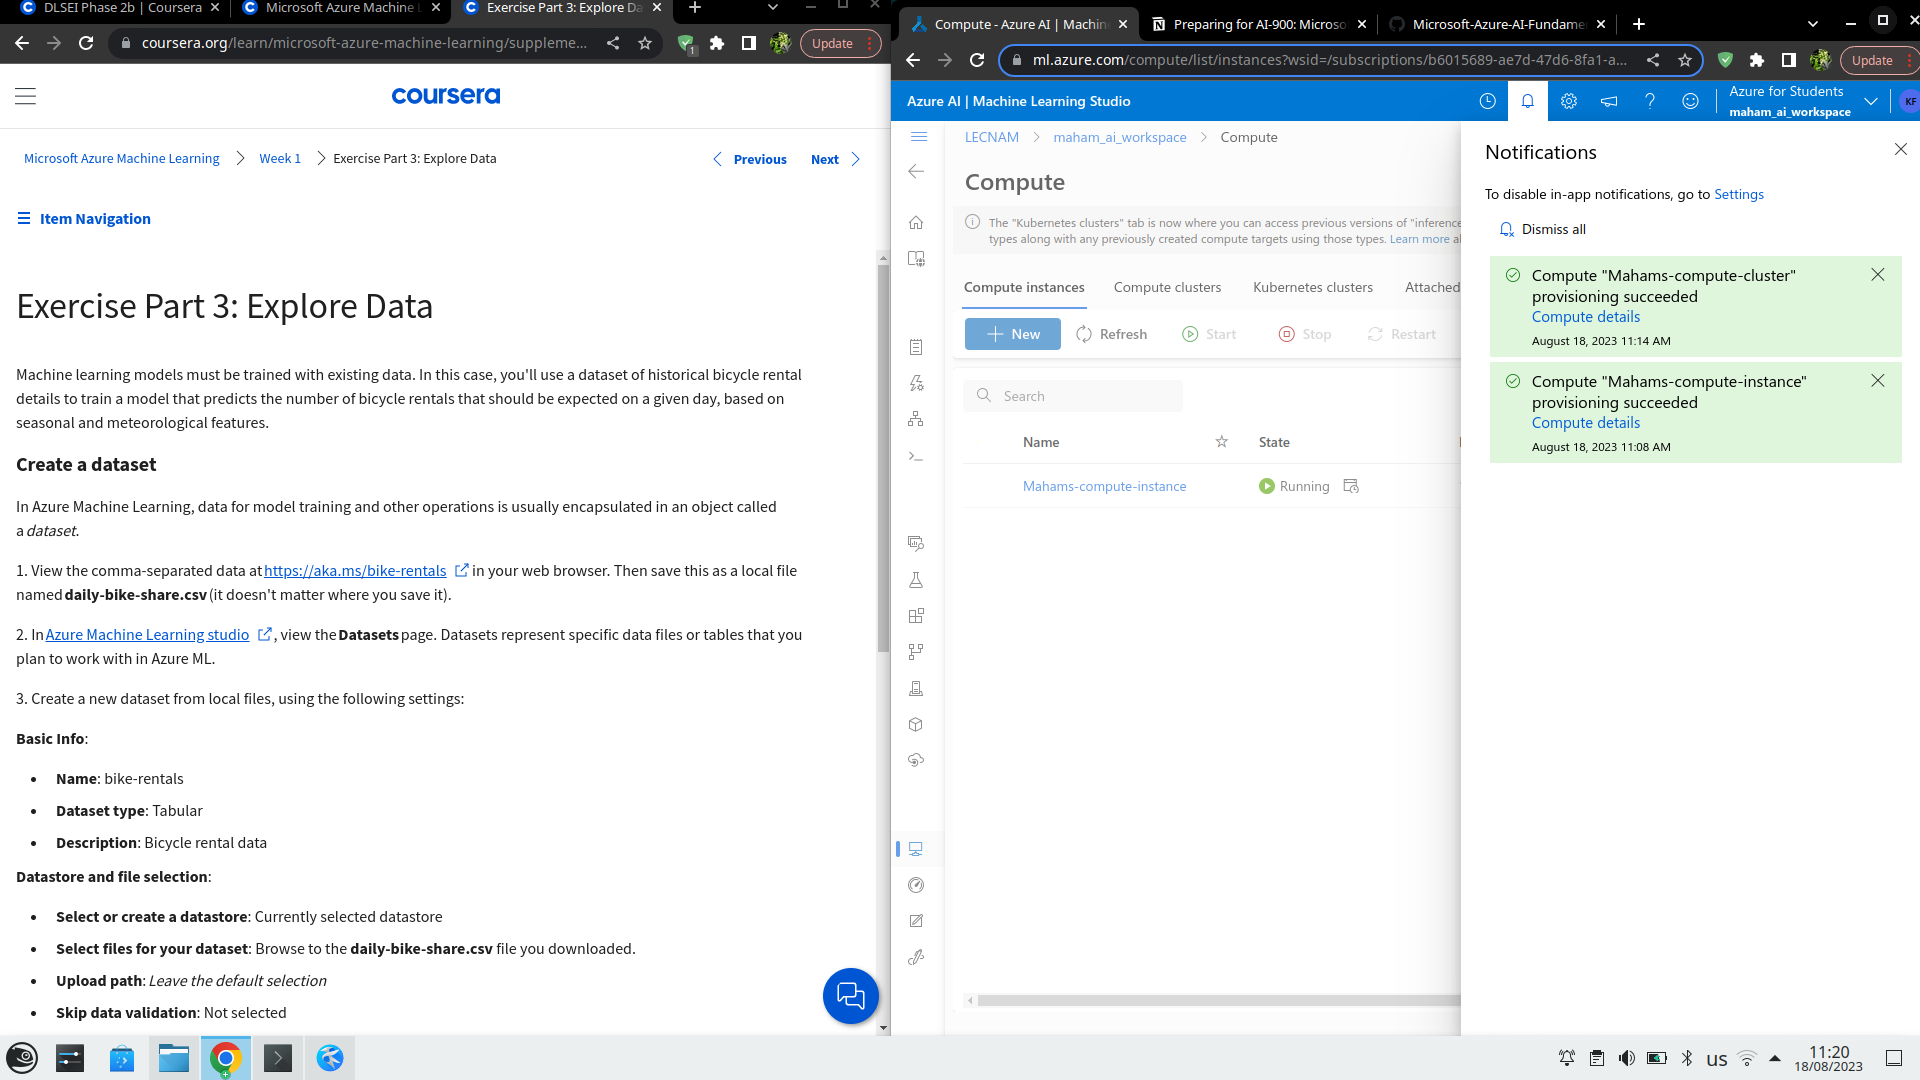 DLSEI Phase 2b | Coursera
Microsoft Azure Machine L
Exercise Part 3: Explore Da
coursera.org/learn/microsoft-azure-machine-learning/suppleme...
1
Update
coursera
Microsoft Azure Machine Learning
Week 1
Exercise Part 3: Explore Data
Previous
Next
Item Navigation
Exercise Part 3: Explore Data
Machine learning models must be trained with existing data. In this case, you'll use a dataset of historical bicycle rental
details to train a model that predicts the number of bicycle rentals that should be expected on a given day, based on
seasonal and meteorological features.
Create a dataset
In Azure Machine Learning, data for model training and other operations is usually encapsulated in an object called
a dataset.
1. View the comma-separated data at https://aka.ms/bike-rentals in your web browser. Then save this as a local file
named daily-bike-share.csv (it doesn't matter where you save it).
2. In Azure Machine Learning studio , view the Datasets page. Datasets represent specific data files or tables that you
plan to work with in Azure ML.
3. Create a new dataset from local files, using the following settings:
Basic Info:
• Name: bike-rentals
• Dataset type: Tabular
• Description: Bicycle rental data
Datastore and file selection:
• Select or create a datastore: Currently selected datastore
• Select files for your dataset: Browse to the daily-bike-share.csv file you downloaded.
• Upload path: Leave the default selection
• Skip data validation: Not selected
Compute - Azure AI | Machin
Preparing for AI-900: Microso
Microsoft-Azure-AI-Fundame
ml.azure.com/compute/list/instances?wsid=/subscriptions/b6015689-ae7d-47d6-8fa1-a...
Update
Azure AI | Machine Learning Studio
Azure for Students
maham_ai_workspace
KF
LECNAM
maham_ai_workspace
Compute
Compute
The "Kubernetes clusters" tab is now where you can access previous versions of "inference
types along with any previously created compute targets using those types. Learn more a
Compute instances
Compute clusters
Kubernetes clusters
Attached
New
Refresh
Start
Stop
Restart
Search
Name
State
Mahams-compute-instance
Running
Notifications
To disable in-app notifications, go to Settings
Dismiss all
Compute "Mahams-compute-cluster"
provisioning succeeded
Compute details
August 18, 2023 11:14 AM
Compute "Mahams-compute-instance"
provisioning succeeded
Compute details
August 18, 2023 11:08 AM
us
11:20
18/08/2023